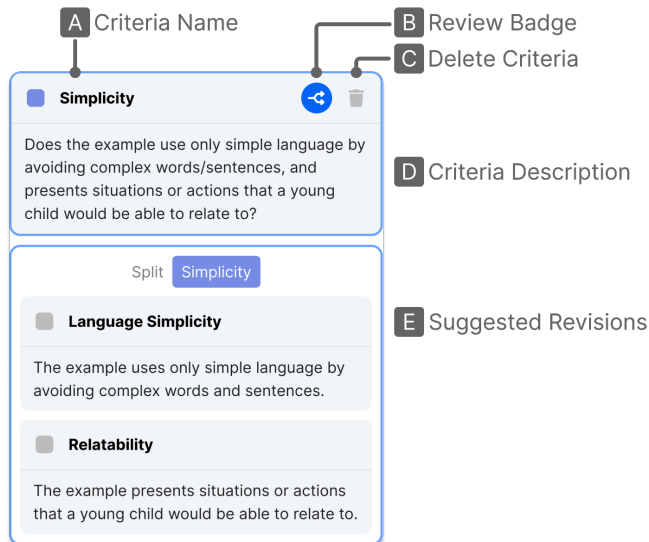 A Criteria Name
B Review Badge
C Delete Criteria
Simplicity
Does the example use only simple language by
avoiding complex words/sentences, and
presents situations or actions that a young
child would be able to relate to?
D Criteria Description
Split Simplicity
Language Simplicity
E Suggested Revisions
The example uses only simple language by
avoiding complex words and sentences.
Relatability
The example presents situations or actions
that a young child would be able to relate to.